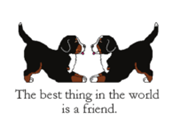 The best thing in the world
is a friend.